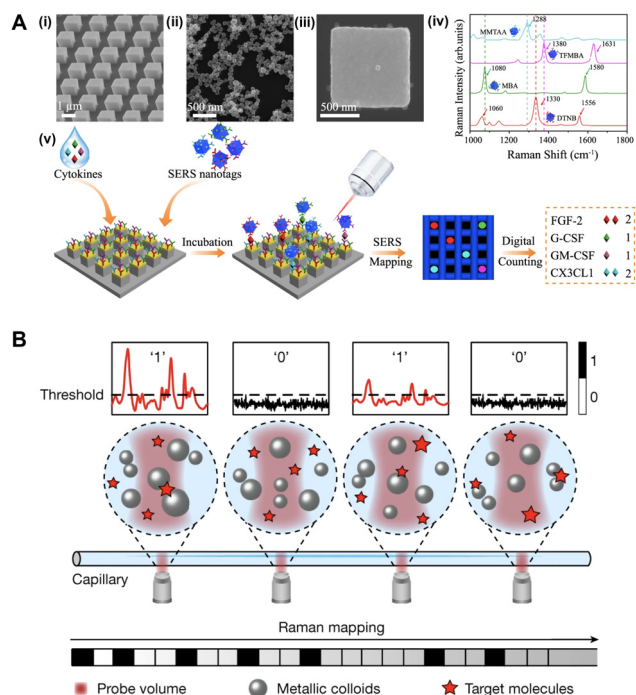 A
(i)
(ii)
(iii)
(iv)
1 μm
500 nm
500 nm
Raman Intensity (arb.units)
MMTAA
1288
1380
1631
TFMBA
1080
1580
MBA
1060
1330
1556
DTNB
1000 1200 1400 1600 1800
Raman Shift (cm⁻¹)
(v)
Cytokines
SERS nanotags
Incubation
SERS
Mapping
Digital
Counting
FGF-2 2
G-CSF 1
GM-CSF 1
CX3CL1 2
B
'1' '0' '1' '0'
Threshold
1
0
Capillary
Raman mapping
Probe volume Metallic colloids Target molecules